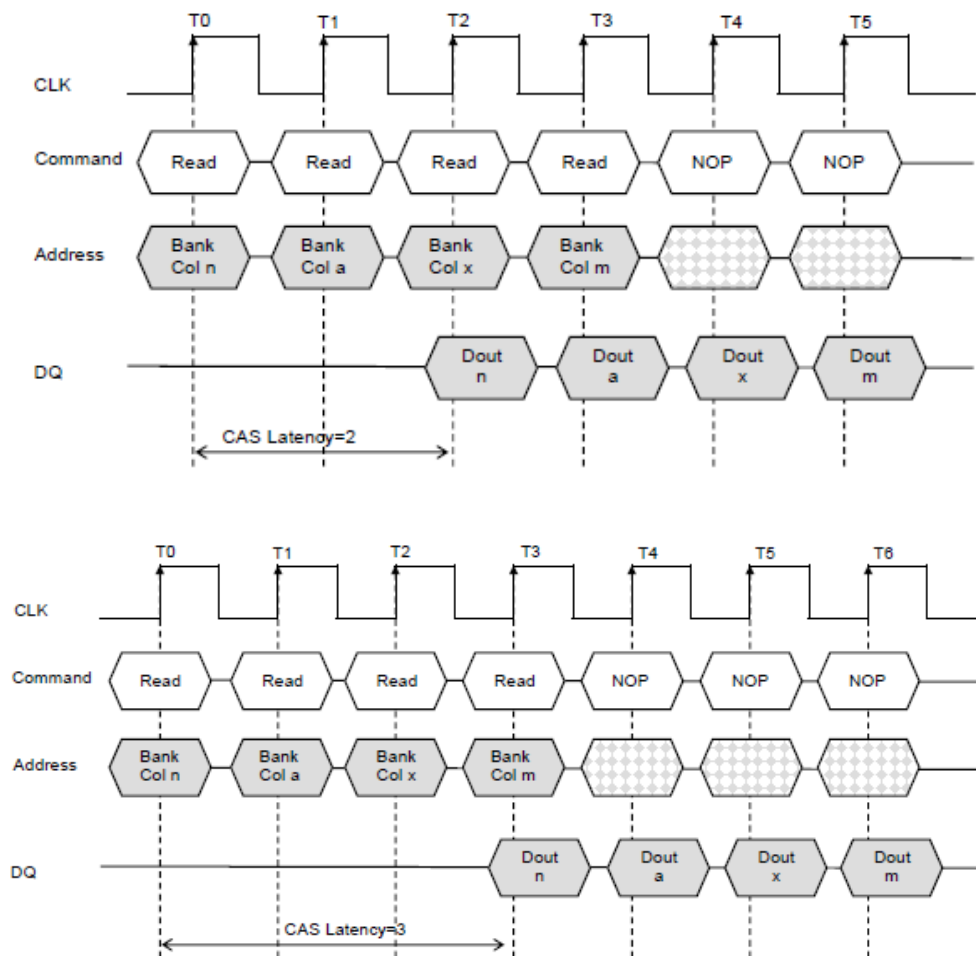 T0 T1 T2 T3 T4 T5
CLK
Command Read Read Read Read NOP NOP
Address Bank Bank Bank Bank
Col n Col a Col x Col m
DQ Dout Dout Dout Dout
n a x m
CAS Latency=2
T0 T1 T2 T3 T4 T5 T6
CLK
Command Read Read Read Read NOP NOP NOP
Address Bank Bank Bank Bank
Col n Col a Col x Col m
DQ Dout Dout Dout Dout
n a x m
CAS Latency=3